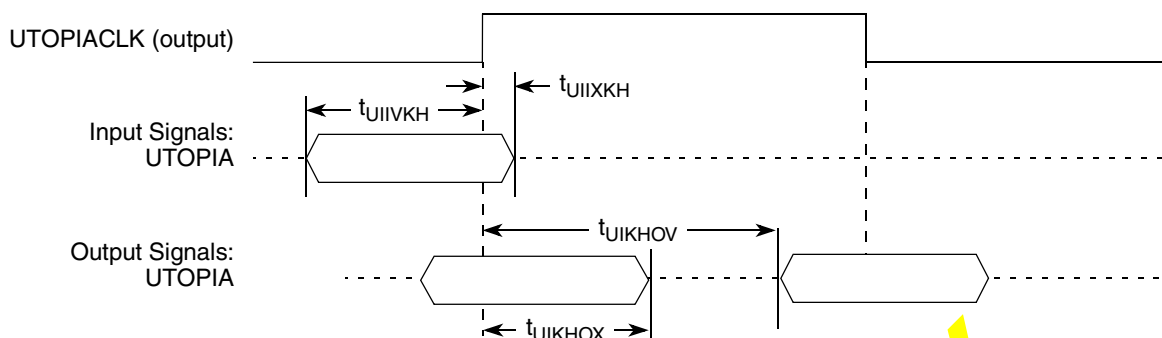 UTOPIACLK (output)
tUIIXKH
tUIIVKH
Input Signals:
UTOPIA
tUIKHOV
Output Signals:
UTOPIA
tUIKHOX